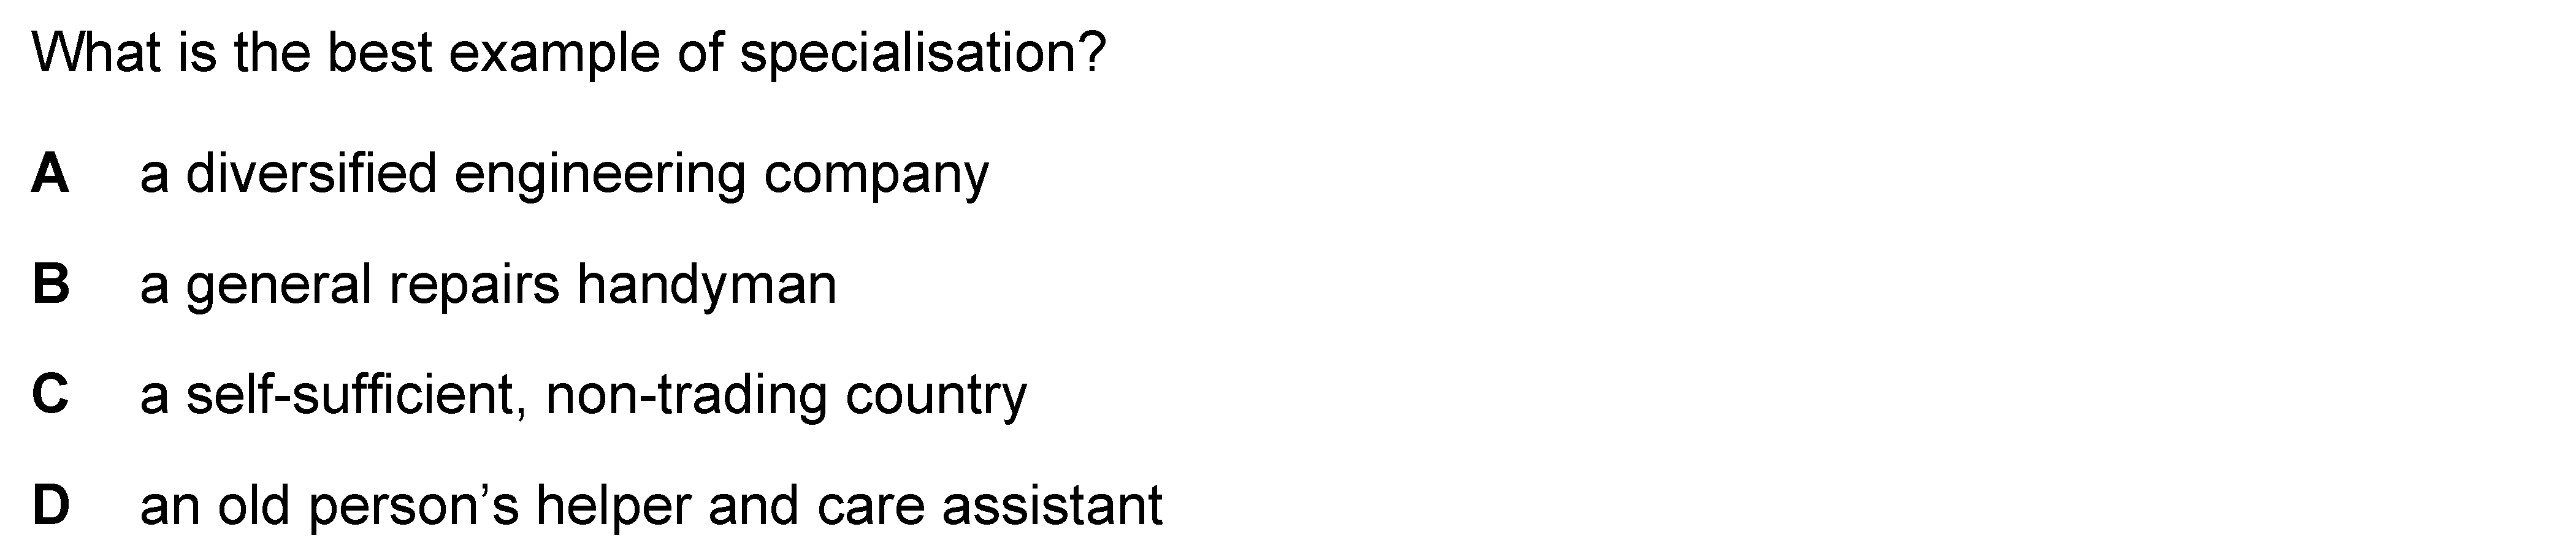 What is the best example of specialisation?
A a diversified engineering company
B a general repairs handyman
C a self-sufficient, non-trading country
D an old person’s helper and care assistant